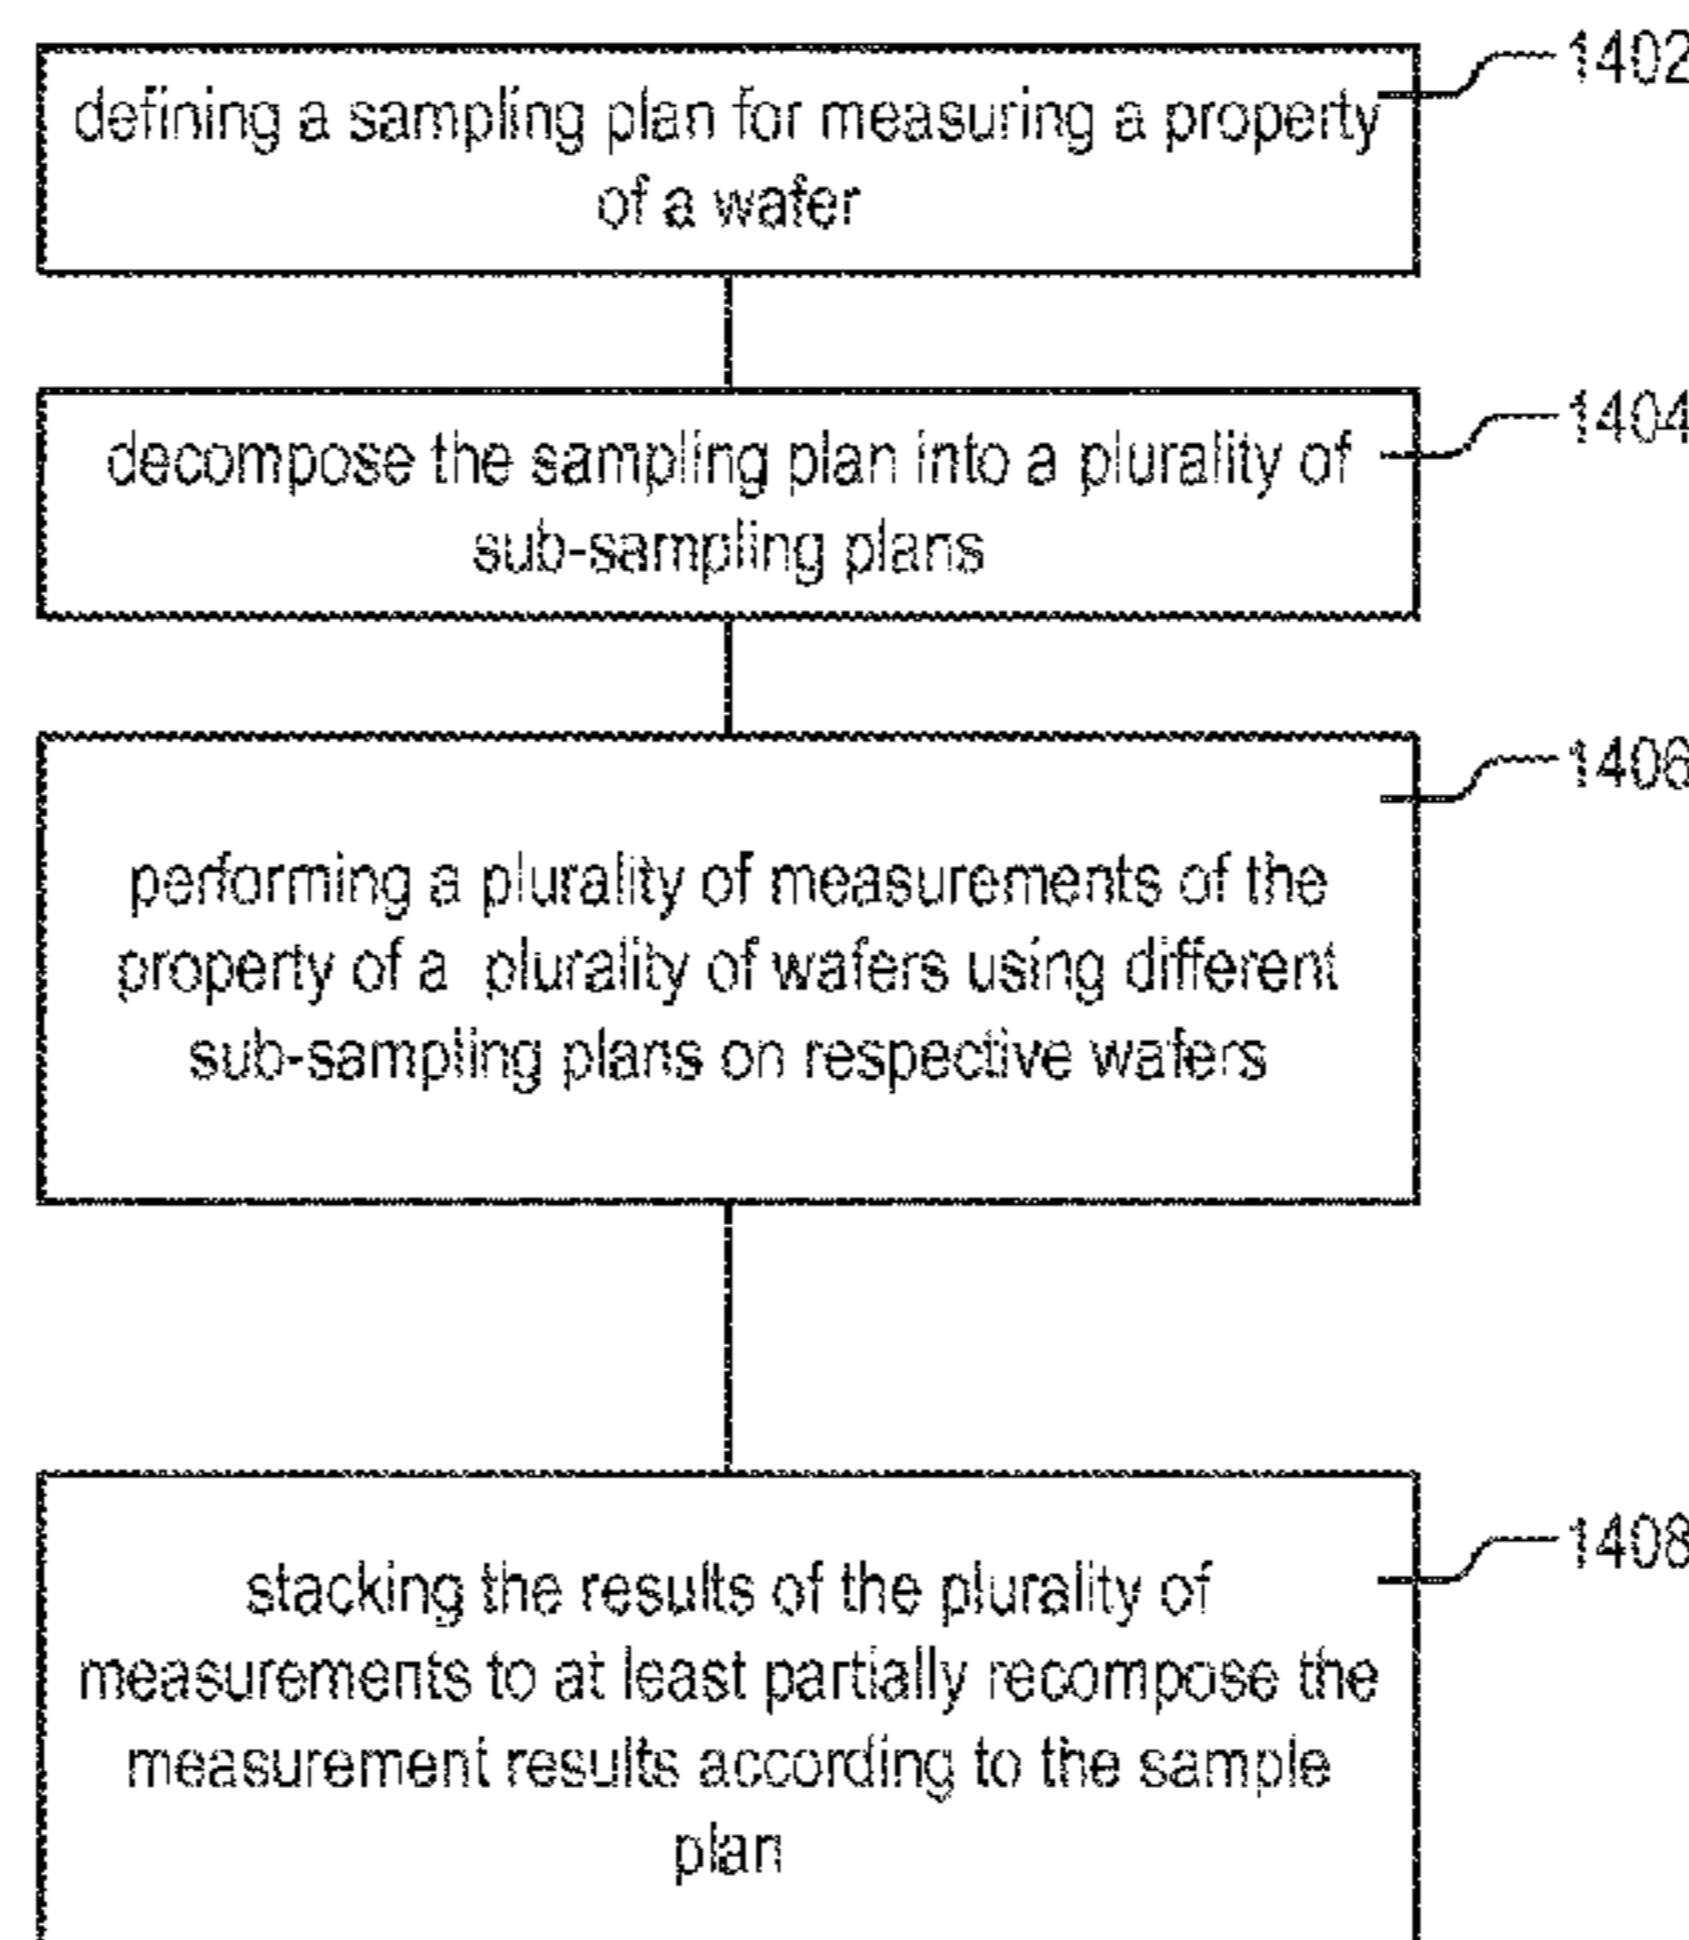 1402
defining a sampling plan for measuring a property
of a wafer
1404
decompose the sampling plan into a plurality of
sub-sampling plans
1406
performing a plurality of measurements of the
property of a plurality of wafers using different
sub-sampling plans on respective wafers
1408
stacking the results of the plurality of
measurements to at least partially recompose the
measurement results according to the sample
plan